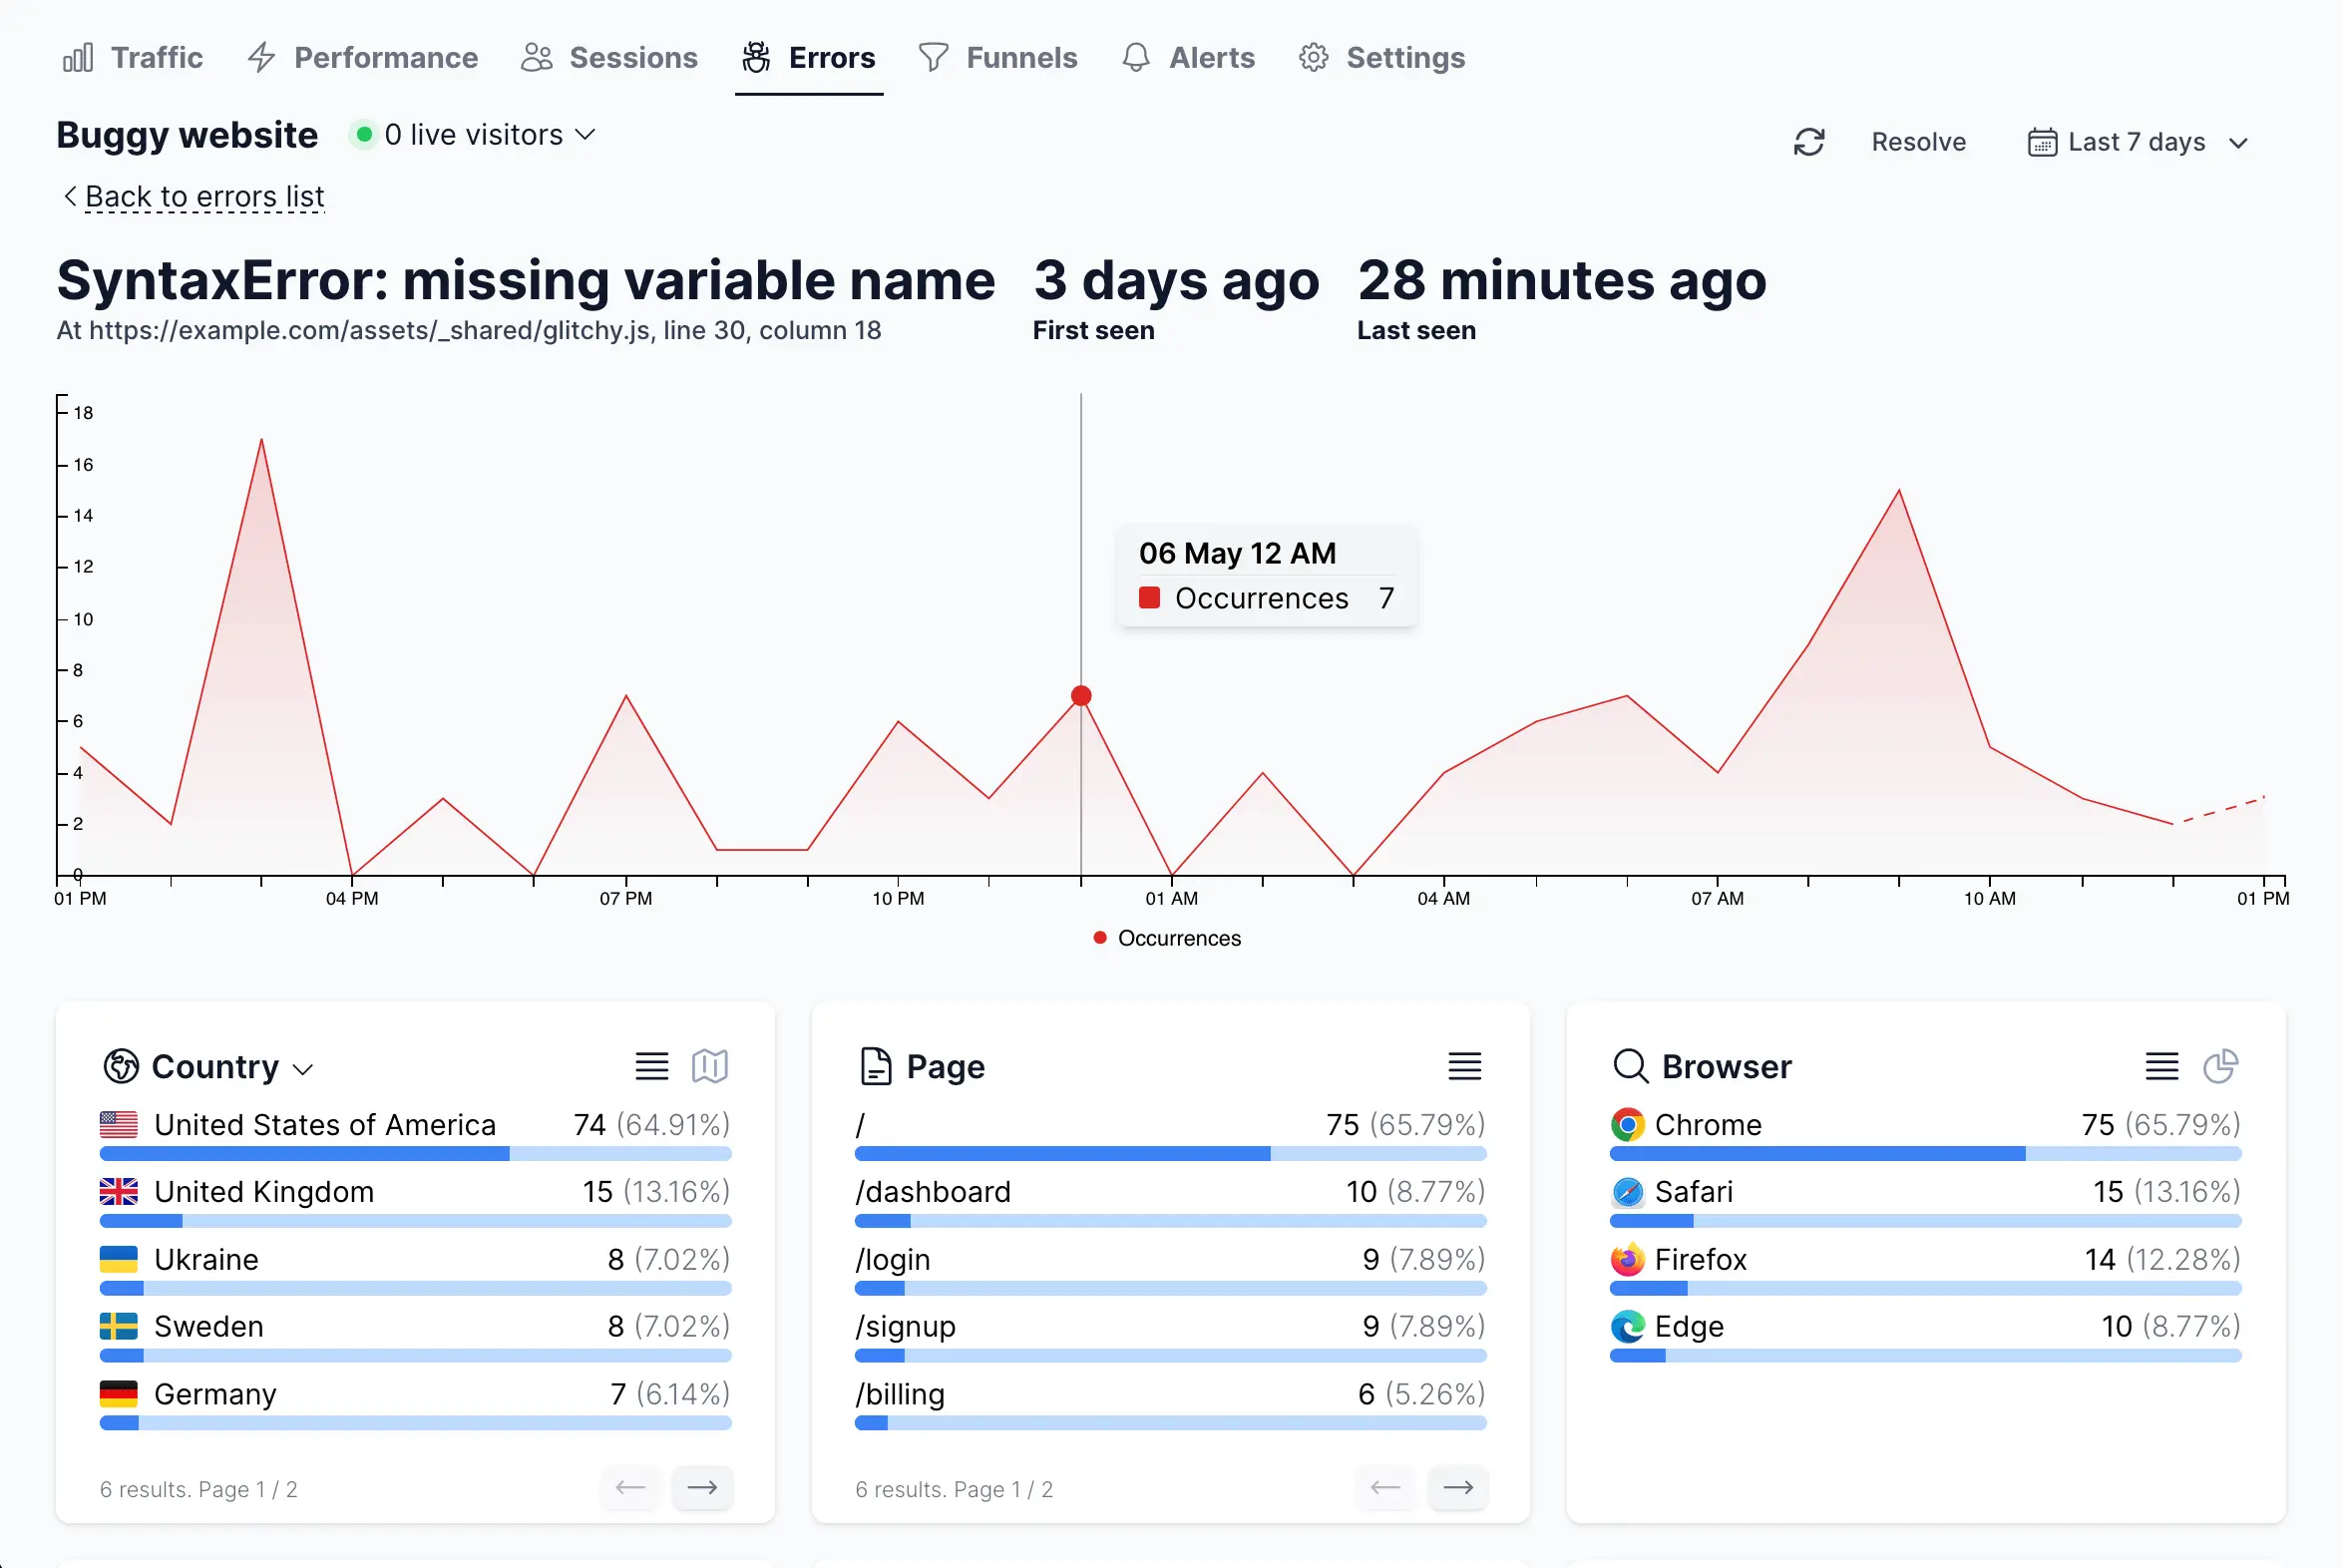 Traffic Performance Sessions Errors Funnels Alerts Settings
Buggy website 0 live visitors Resolve Last 7 days
Back to errors list
SyntaxError: missing variable name 3 days ago 28 minutes ago
At https://example.com/assets/_shared/glitchy.js, line 30, column 18 First seen Last seen
18
16
14
12
10
8
6
4
2
0
06 May 12 AM
Occurrences 7
01 PM 04 PM 07 PM 10 PM 01 AM 04 AM 07 AM 10 AM 01 PM
Occurrences
Country
United States of America 74 (64.91%)
United Kingdom 15 (13.16%)
Ukraine 8 (7.02%)
Sweden 8 (7.02%)
Germany 7 (6.14%)
6 results. Page 1 / 2
Page
/ 75 (65.79%)
/dashboard 10 (8.77%)
/login 9 (7.89%)
/signup 9 (7.89%)
/billing 6 (5.26%)
6 results. Page 1 / 2
Browser
Chrome 75 (65.79%)
Safari 15 (13.16%)
Firefox 14 (12.28%)
Edge 10 (8.77%)